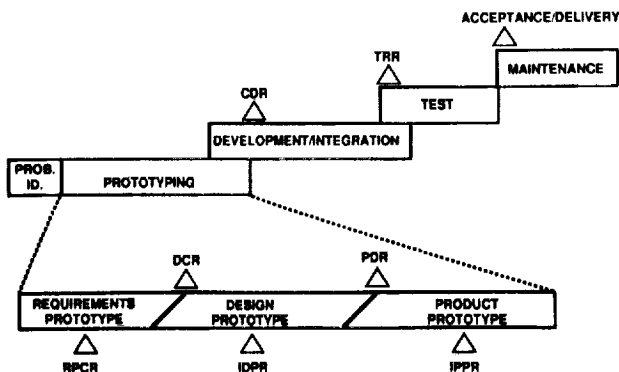 ACCEPTANCE/DELIVERY
TRR
MAINTENANCE
CDR
TEST
DEVELOPMENT/INTEGRATION
PROB.
ID.
PROTOTYPING
DCR
PDR
REQUIREMENTS
PROTOTYPE
DESIGN
PROTOTYPE
PRODUCT
PROTOTYPE
RPCR
IDPR
IPPR